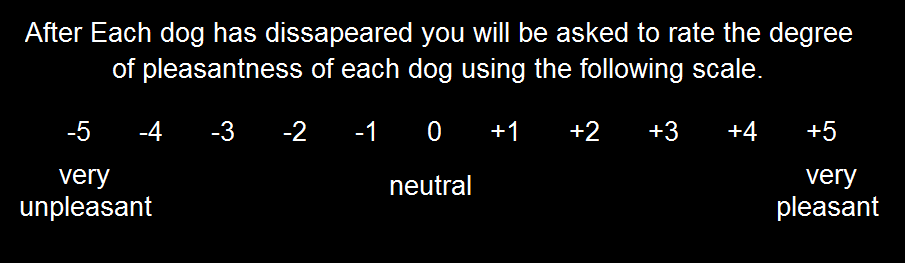 After Each dog has dissapeared you will be asked to rate the degree
of pleasantness of each dog using the following scale.
-5 -4 -3 -2 -1 0 +1 +2 +3 +4 +5
very neutral very
unpleasant pleasant